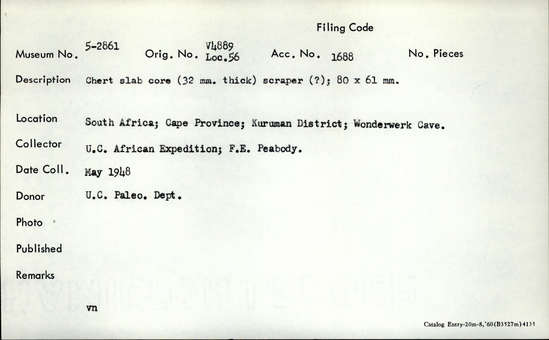 Filing Code
Museum No. 5-2861 Orig. No. V4889 Loc.56 Acc. No. 1688 No. Pieces
Description Chert slab core (32 mm. thick) scraper (?); 80 x 61 mm.
Location South Africa; Cape Province; Kuruman District; Wonderwerk Cave.
Collector U.C. African Expedition; F.E. Peabody.
Date Coll. May 1948
Donor U.C. Paleo. Dept.
Photo
Published
Remarks
vn
Catalog Entry-20m-8,'60(B3527m)4131